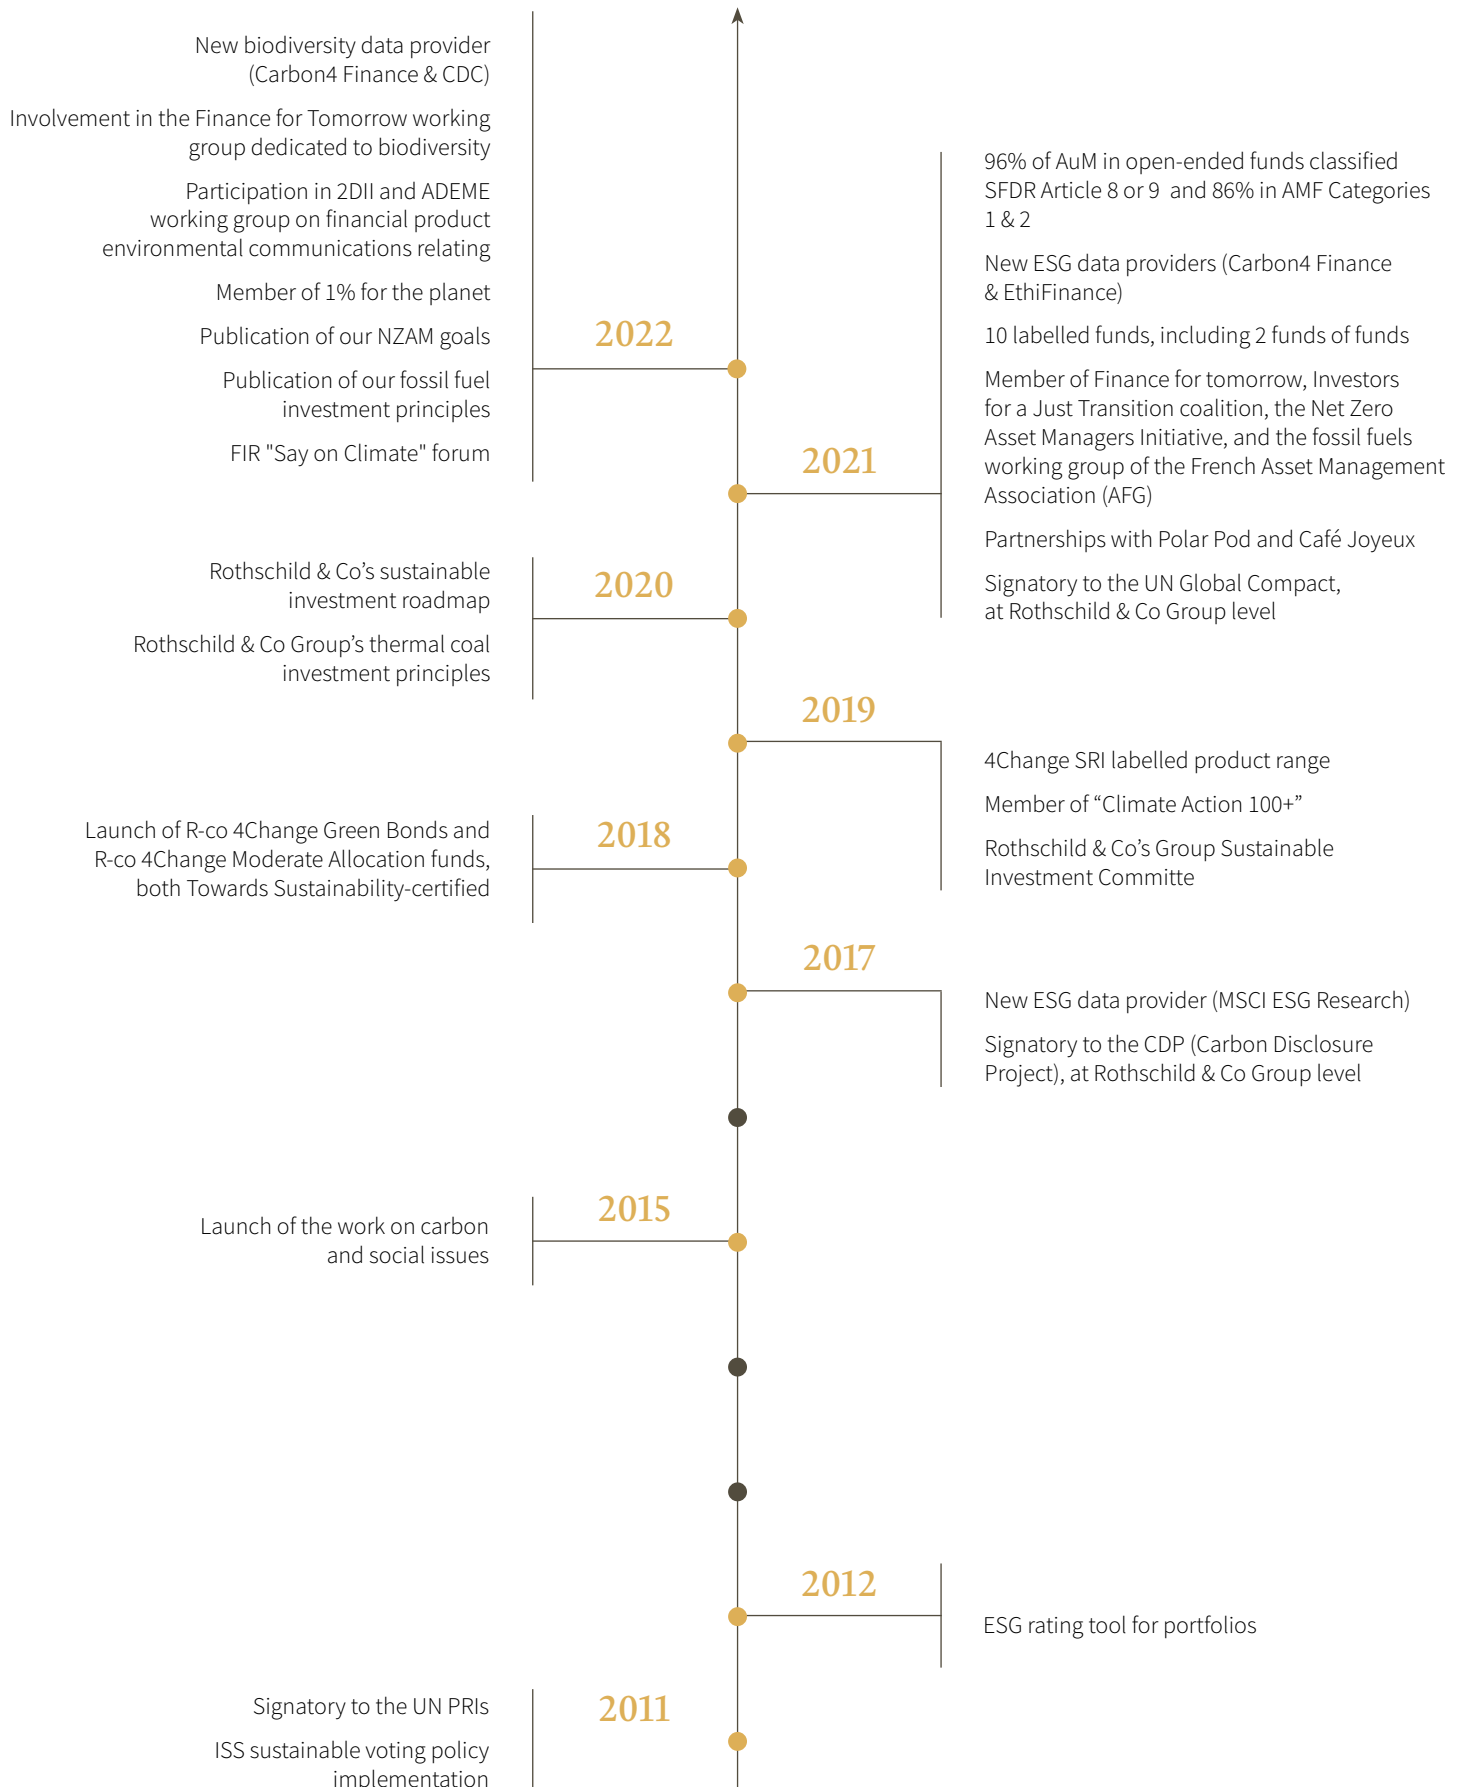 New biodiversity data provider
(Carbon4 Finance & CDC)
Involvement in the Finance for Tomorrow working
group dedicated to biodiversity
Participation in 2DII and ADEME
working group on financial product
environmental communications relating
Member of 1% for the planet
Publication of our NZAM goals
Publication of our fossil fuel
investment principles
FIR "Say on Climate" forum
2022
96% of AuM in open-ended funds classified
SFDR Article 8 or 9 and 86% in AMF Categories
1 & 2
New ESG data providers (Carbon4 Finance
& EthiFinance)
10 labelled funds, including 2 funds of funds
Member of Finance for tomorrow, Investors
for a Just Transition coalition, the Net Zero
Asset Managers Initiative, and the fossil fuels
working group of the French Asset Management
Association (AFG)
Partnerships with Polar Pod and Café Joyeux
Signatory to the UN Global Compact,
at Rothschild & Co Group level
2021
Rothschild & Co’s sustainable
investment roadmap
Rothschild & Co Group’s thermal coal
investment principles
2020
2019
4Change SRI labelled product range
Member of “Climate Action 100+”
Rothschild & Co’s Group Sustainable
Investment Committe
Launch of R-co 4Change Green Bonds and
R-co 4Change Moderate Allocation funds,
both Towards Sustainability-certified
2018
2017
New ESG data provider (MSCI ESG Research)
Signatory to the CDP (Carbon Disclosure
Project), at Rothschild & Co Group level
2015
Launch of the work on carbon
and social issues
2012
ESG rating tool for portfolios
2011
Signatory to the UN PRIs
ISS sustainable voting policy
implementation